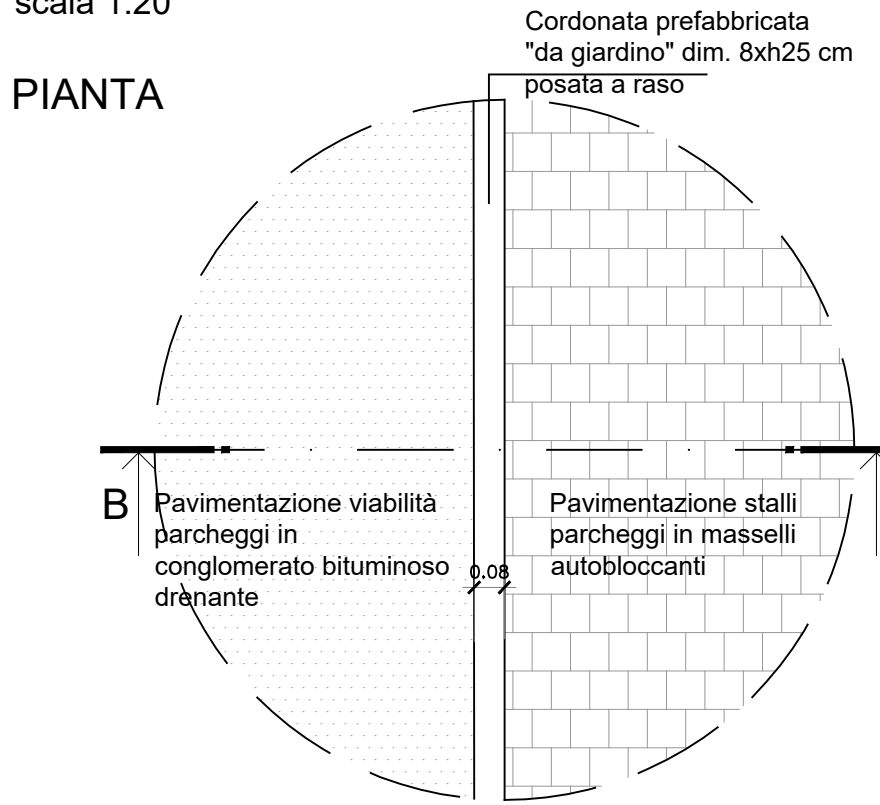 scala 1:20
Cordonata prefabbricata
"da giardino" dim. 8xh25 cm
posata a raso
PIANTA
B
Pavimentazione viabilità
parcheggi in
conglomerato bituminoso
drenante
0.08
Pavimentazione stalli
parcheggi in masselli
autobloccanti